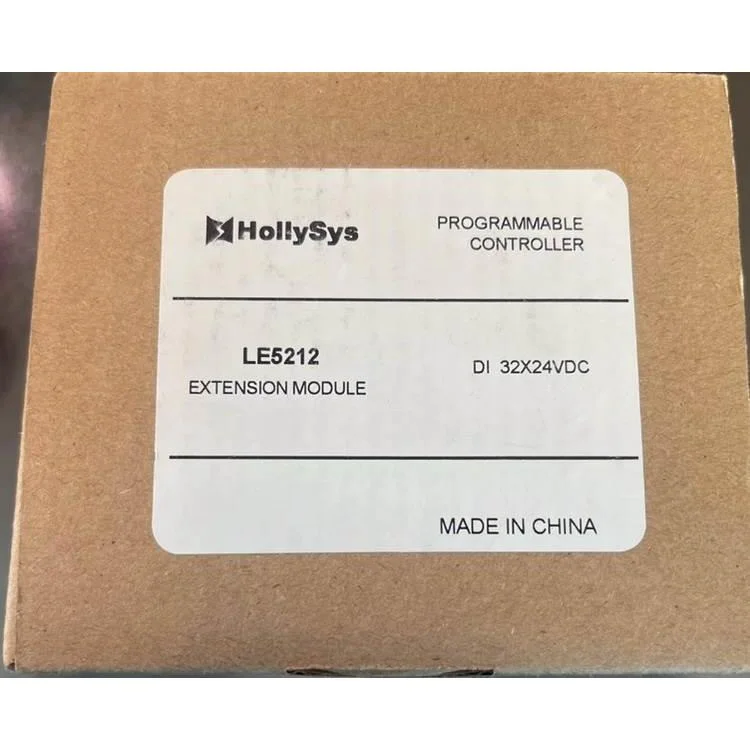 HollySys
PROGRAMMABLE
CONTROLLER
LE5212
EXTENSION MODULE
DI 32X24VDC
MADE IN CHINA